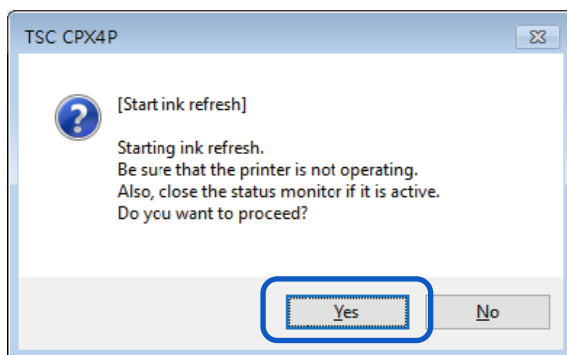 TSC CPX4P
[Start ink refresh]
Starting ink refresh.
Be sure that the printer is not operating.
Also, close the status monitor if it is active.
Do you want to proceed?
Yes
No